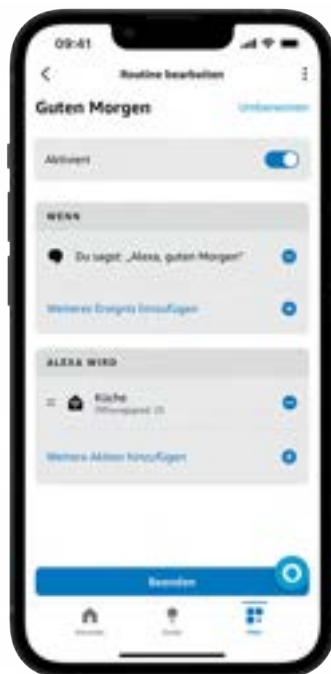 09:41
Routine bearbeiten
Guten Morgen
Umbenennen
Aktiviert
WENN
Du sagst: „Alexa, guten Morgen“
Weiteres Ereignis hinzufügen
ALEXA WIRD
Küche
Weitere Aktion hinzufügen
Beenden